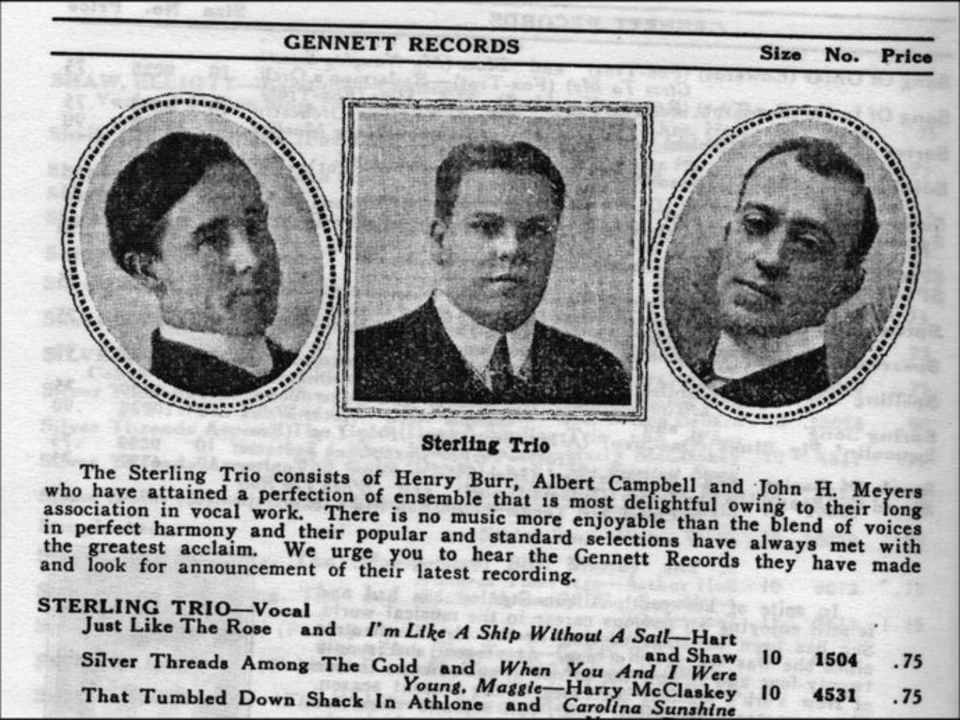 GENNETT RECORDS
Size No. Price
Sterling Trio
The Sterling Trio consists of Henry Burr, Albert Campbell and John H. Meyers
who have attained a perfection of ensemble that is most delightful owing to their long
association in vocal work. There is no music more enjoyable than the blend of voices
in perfect harmony and their popular and standard selections have always met with
the greatest acclaim. We urge you to hear the Gennett Records they have made
and look for announcement of their latest recording.
STERLING TRIO—Vocal
Just Like The Rose and I'm Like A Ship Without A Sail—Hart
and Shaw 10 1504 .75
Silver Threads Among The Gold and When You And I Were
Young, Maggie—Harry McClaskey 10 4531 .75
That Tumbled Down Shack In Athlone and Carolina Sunshine